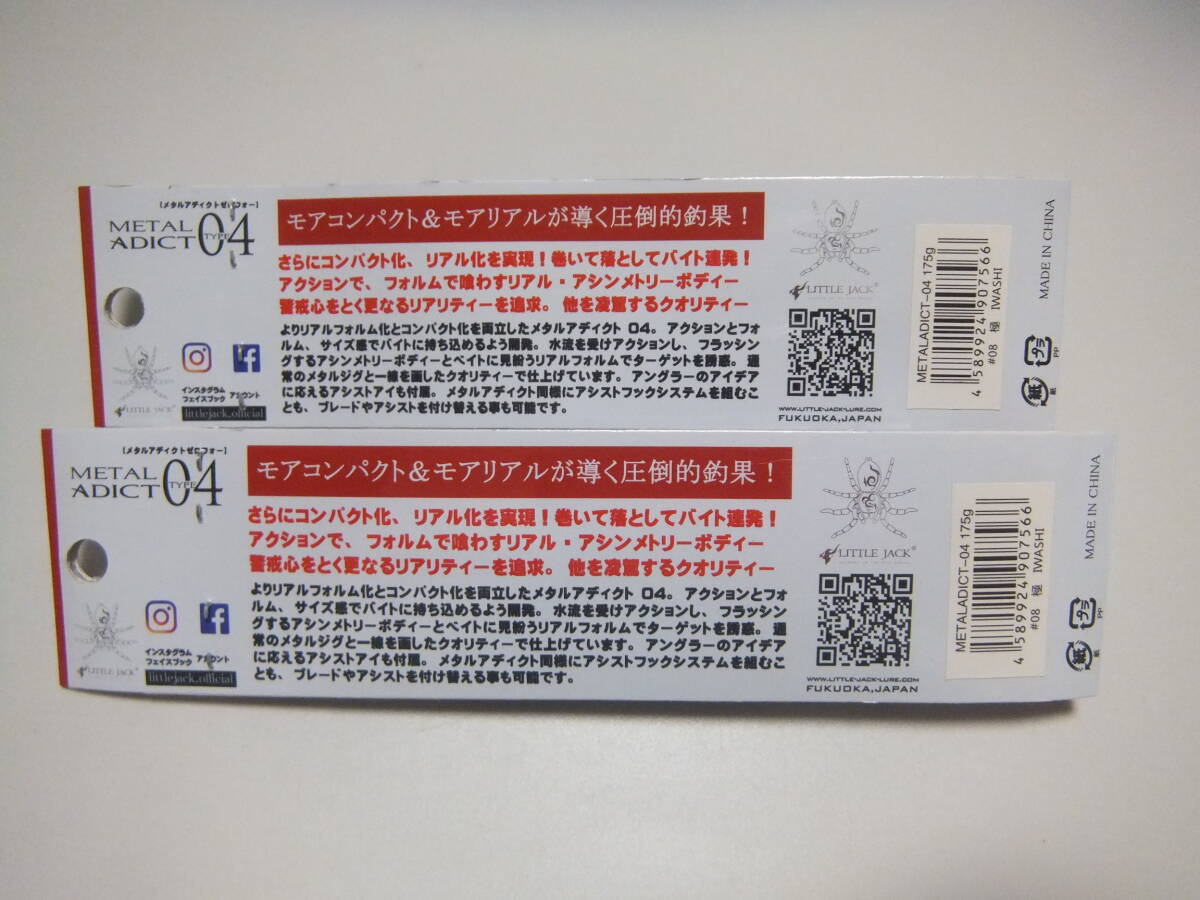 [メタルアディクトゼロフォー]
METAL
ADICT TYPE 04
モアコンパクト&モアリアルが導く圧倒的釣果！
さらにコンパクト化、リアル化を実現！巻いて落としてバイト連発！
アクションで、フォルムで喰わすリアル・アシンメトリーボディー
警戒心をとく更なるリアリティーを追求。他を凌駕するクオリティー
よりリアルフォルム化とコンパクト化を両立したメタルアディクト 04。アクションとフォ
ルム、サイズ感でバイトに持ち込めるよう開発。水流を受けアクションし、フラッシン
グするアシンメトリーボディーとベイトに見紛うリアルフォルムでターゲットを誘惑。通
常のメタルジグと一線を画したクオリティーで仕上げています。アングラーのアイデア
に応えるアシストアイも付属。メタルアディクト同様にアシストフックシステムを組むこ
とも、ブレードやアシストを付け替える事も可能です。
インスタグラム
フェイスブック アカウント
littlejack_official
LITTLE JACK
LITTLE JACK®
WWW.LITTLE-JACK-LURE.COM
FUKUOKA,JAPAN
METALADICT-04 175g
4 589924 907566
#08 極 IWASHI
MADE IN CHINA
プラ
PP
紙
紙
[メタルアディクトゼロフォー]
METAL
ADICT TYPE 04
モアコンパクト&モアリアルが導く圧倒的釣果！
さらにコンパクト化、リアル化を実現！巻いて落としてバイト連発！
アクションで、フォルムで喰わすリアル・アシンメトリーボディー
警戒心をとく更なるリアリティーを追求。他を凌駕するクオリティー
よりリアルフォルム化とコンパクト化を両立したメタルアディクト 04。アクションとフォ
ルム、サイズ感でバイトに持ち込めるよう開発。水流を受けアクションし、フラッシン
グするアシンメトリーボディーとベイトに見紛うリアルフォルムでターゲットを誘惑。通
常のメタルジグと一線を画したクオリティーで仕上げています。アングラーのアイデア
に応えるアシストアイも付属。メタルアディクト同様にアシストフックシステムを組むこ
とも、ブレードやアシストを付け替える事も可能です。
インスタグラム
フェイスブック アカウント
littlejack_official
LITTLE JACK
LITTLE JACK®
WWW.LITTLE-JACK-LURE.COM
FUKUOKA,JAPAN
METALADICT-04 175g
4 589924 907566
#08 極 IWASHI
MADE IN CHINA
プラ
PP
紙
紙